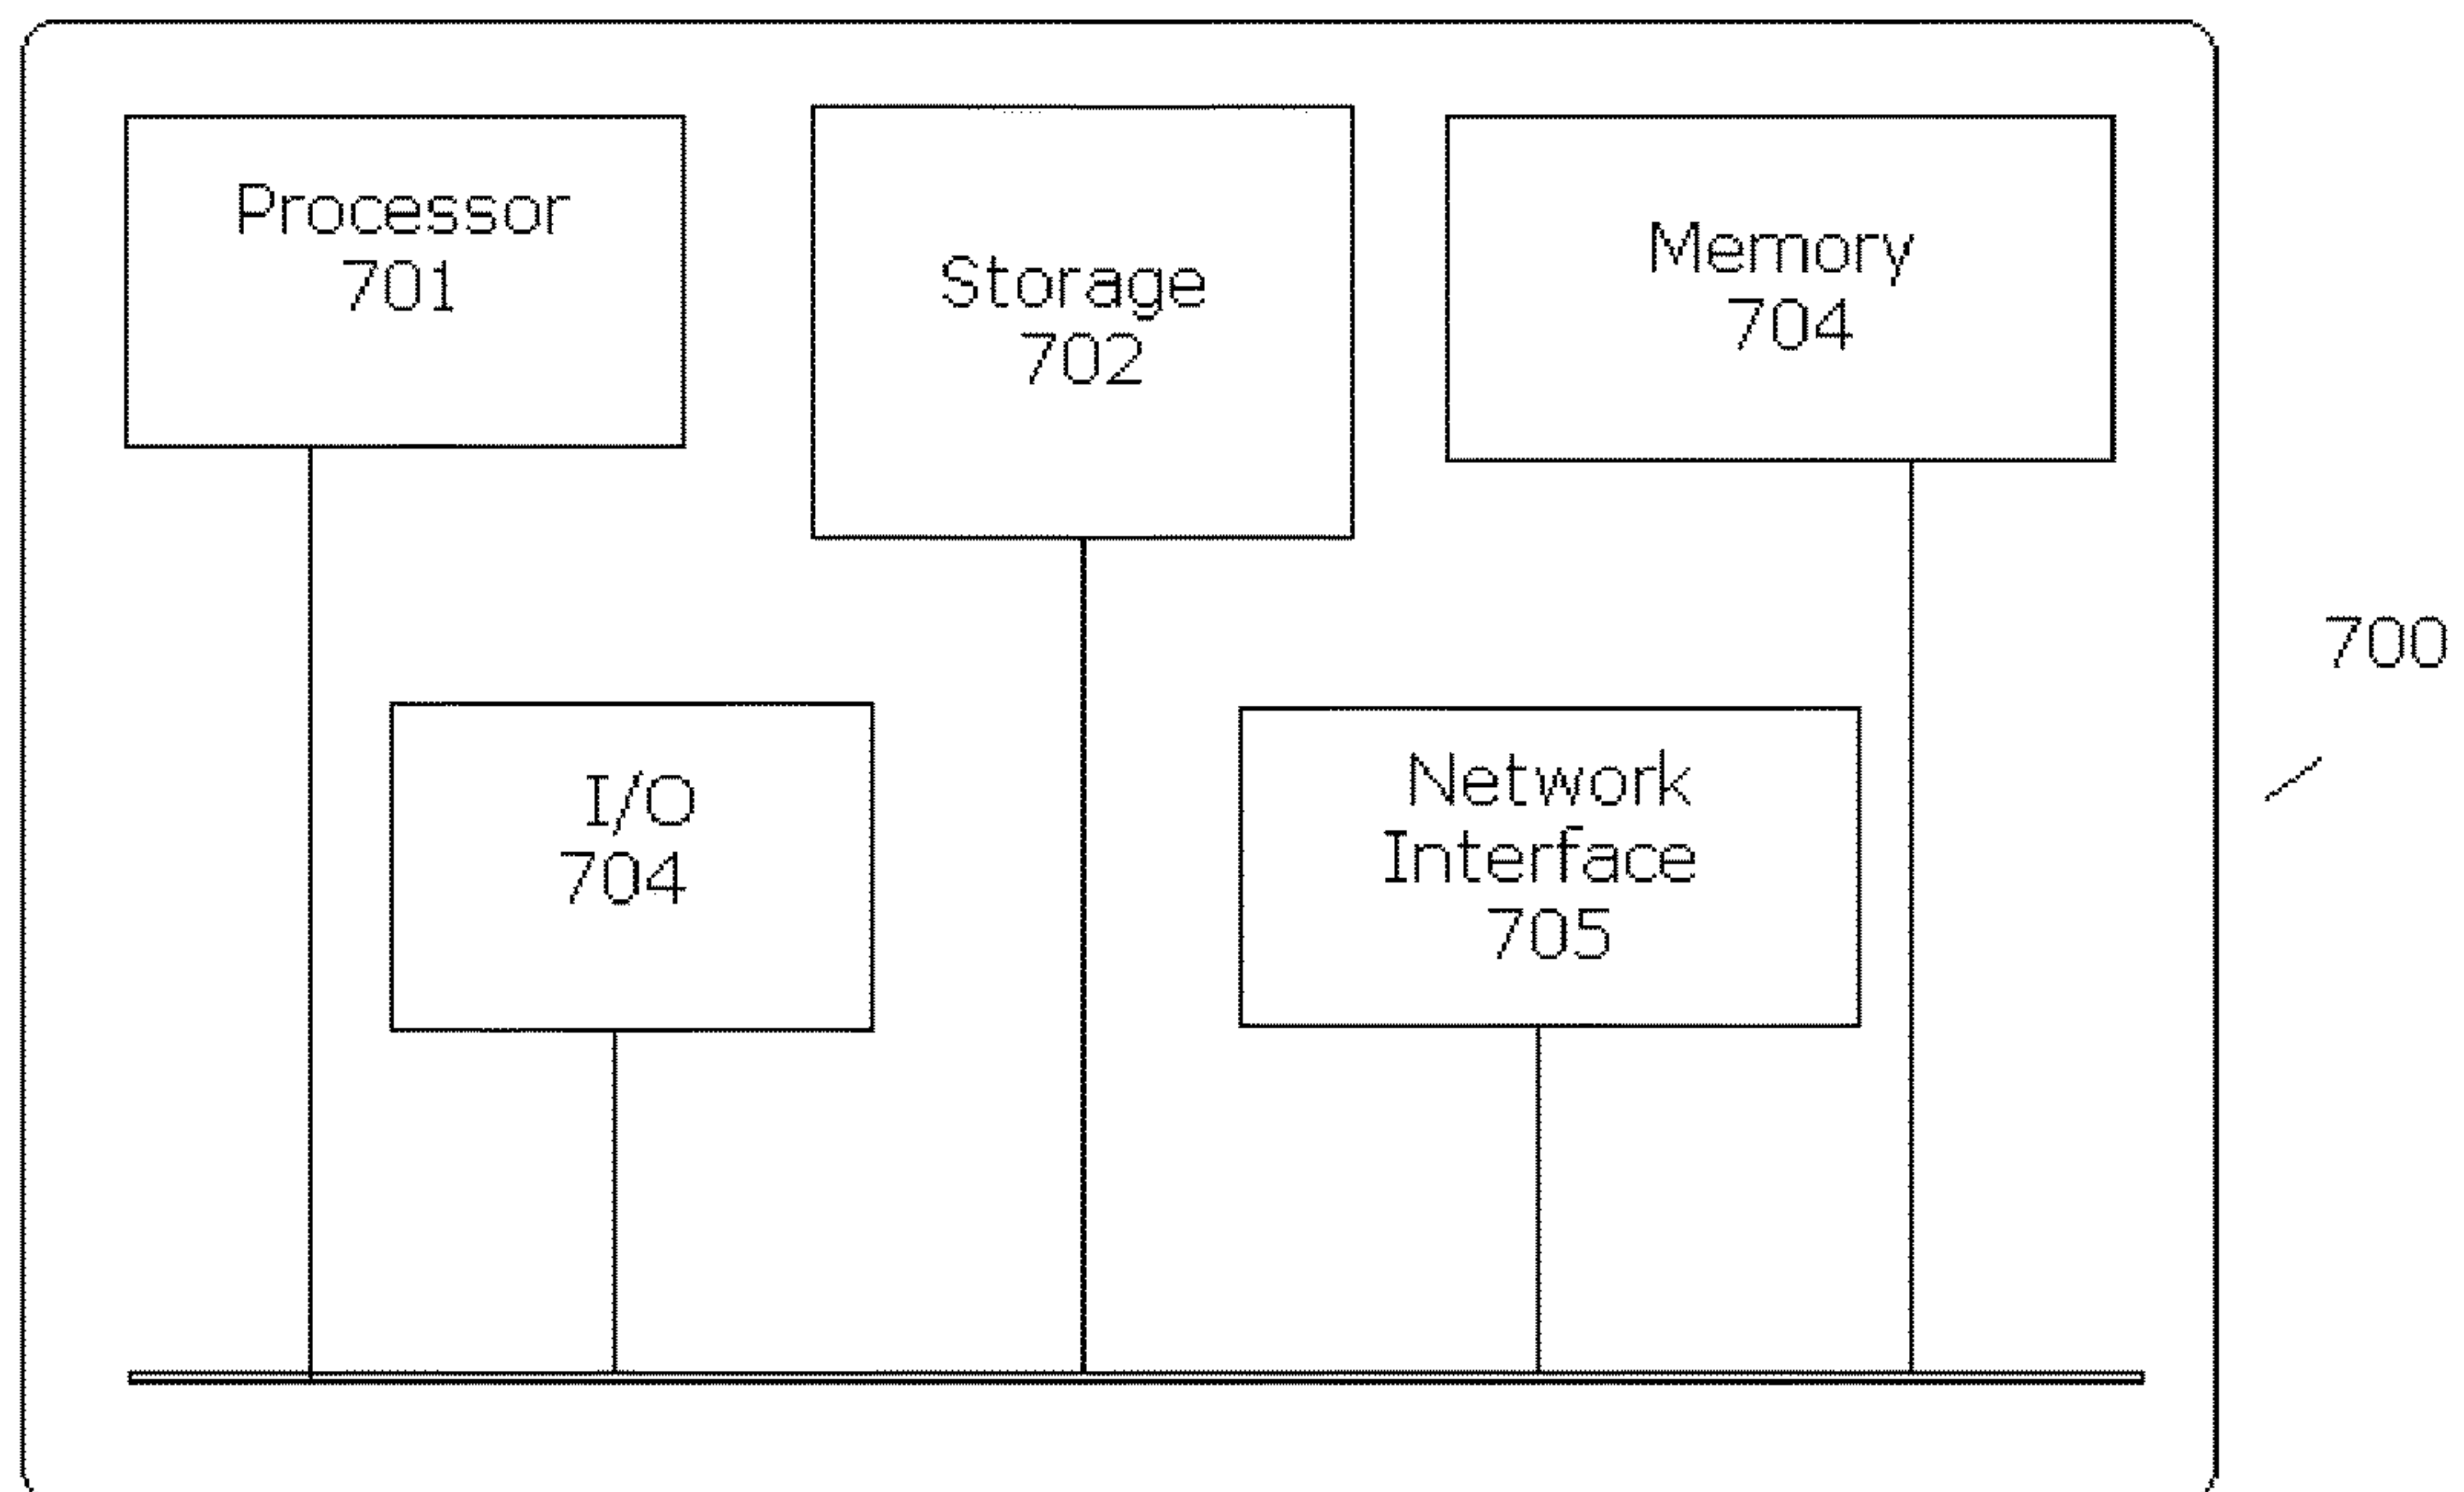 Processor
701
Storage
702
Memory
704
700
I/O
704
Network
Interface
705